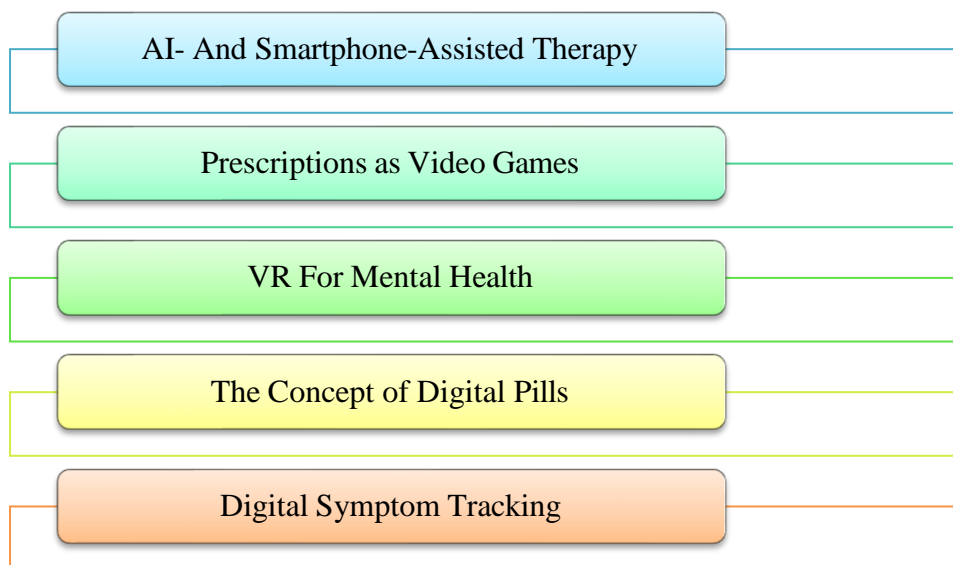 AI- And Smartphone-Assisted Therapy
Prescriptions as Video Games
VR For Mental Health
The Concept of Digital Pills
Digital Symptom Tracking